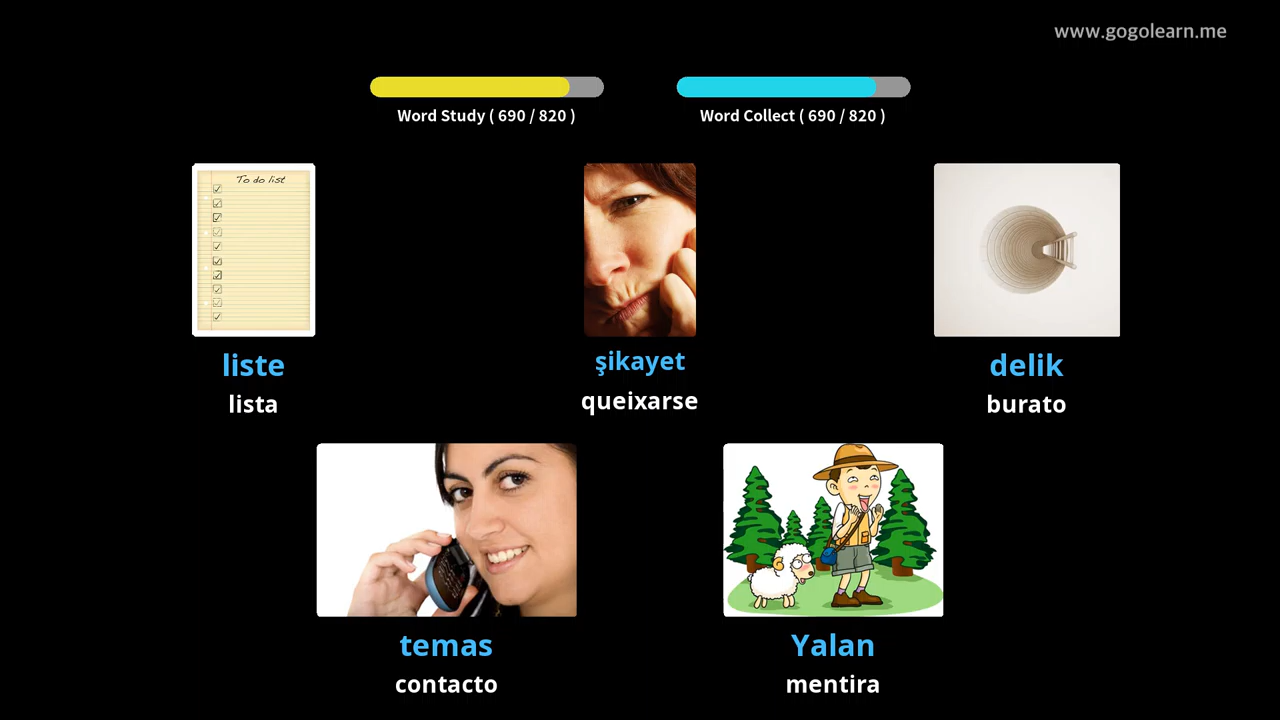 www.gogolearn.me
Word Study ( 690 / 820 )
Word Collect ( 690 / 820 )
To do list
liste
lista
şikayet
queixarse
delik
burato
temas
contacto
Yalan
mentira